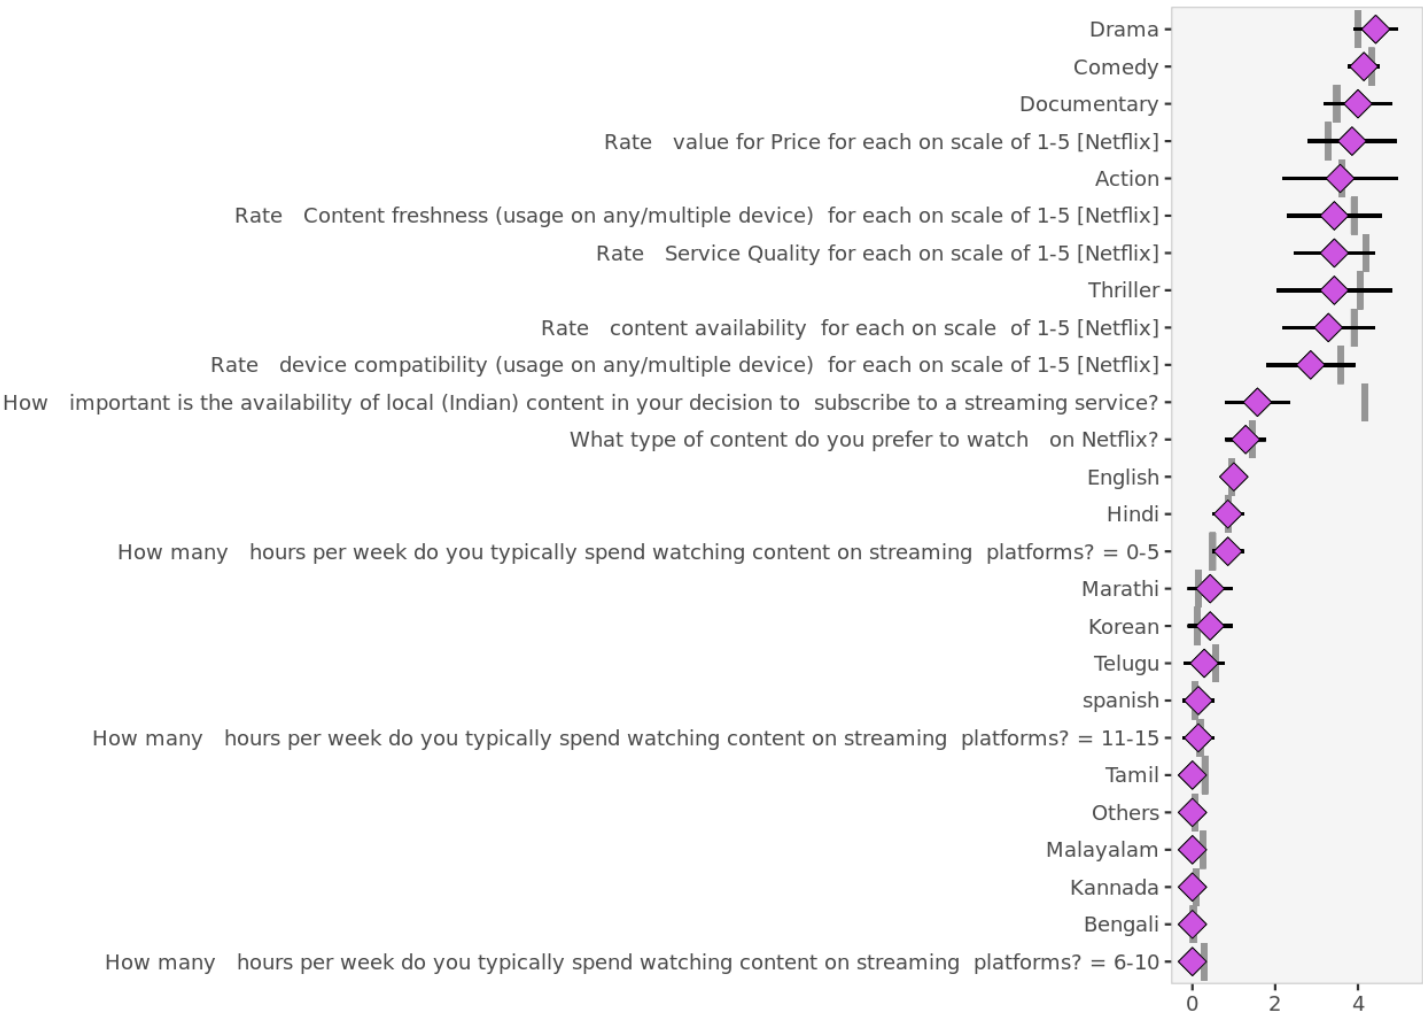 Drama
Comedy
Documentary
Rate   value for Price for each on scale of 1-5 [Netflix]
Action
Rate   Content freshness (usage on any/multiple device)  for each on scale of 1-5 [Netflix]
Rate   Service Quality for each on scale of 1-5 [Netflix]
Thriller
Rate   content availability  for each on scale  of 1-5 [Netflix]
Rate   device compatibility (usage on any/multiple device)  for each on scale of 1-5 [Netflix]
How   important is the availability of local (Indian) content in your decision to  subscribe to a streaming service?
What type of content do you prefer to watch   on Netflix?
English
Hindi
How many   hours per week do you typically spend watching content on streaming  platforms? = 0-5
Marathi
Korean
Telugu
spanish
How many   hours per week do you typically spend watching content on streaming  platforms? = 11-15
Tamil
Others
Malayalam
Kannada
Bengali
How many   hours per week do you typically spend watching content on streaming  platforms? = 6-10
0 2 4